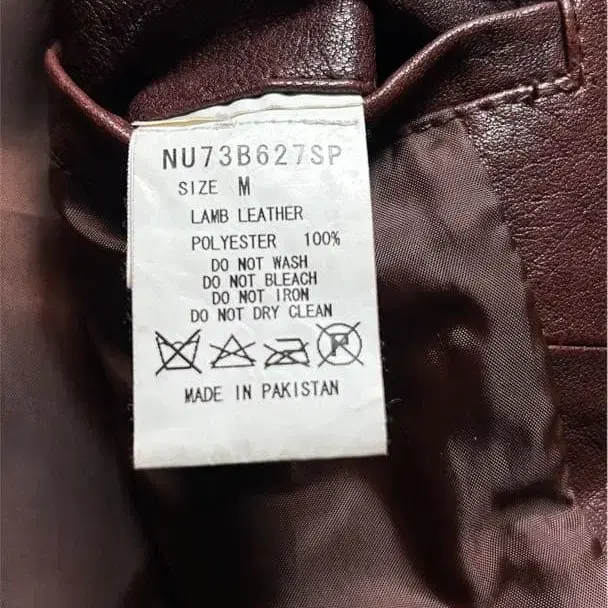 NU73B627SP
SIZE M
LAMB LEATHER
POLYESTER 100%
DO NOT WASH
DO NOT BLEACH
DO NOT IRON
DO NOT DRY CLEAN
P
MADE IN PAKISTAN